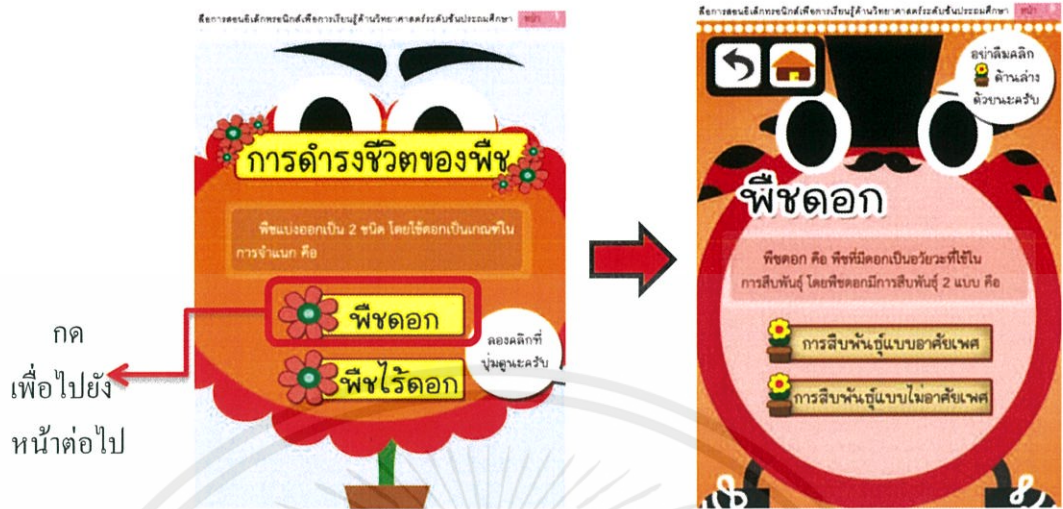 สื่อการสอนอิเล็กทรอนิกส์เพื่อการเรียนรู้ด้านวิทยาศาสตร์ระดับชั้นประถมศึกษา หน้า
การดำรงชีวิตของพืช
พืชแบ่งออกเป็น 2 ชนิด โดยใช้ดอกเป็นเกณฑ์ใน
การจำแนก คือ
พืชดอก
พืชไร้ดอก
ลองคลิกที่
ปุ่มดูนะครับ
กด
เพื่อไปยัง
หน้าต่อไป
สื่อการสอนอิเล็กทรอนิกส์เพื่อการเรียนรู้ด้านวิทยาศาสตร์ระดับชั้นประถมศึกษา หน้า
อย่าลืมคลิก
ด้านล่าง
ด้วยนะครับ
พืชดอก
พืชดอก คือ พืชที่มีดอกเป็นอวัยวะที่ใช้ใน
การสืบพันธุ์ โดยพืชดอกมีการสืบพันธุ์ 2 แบบ คือ
การสืบพันธุ์แบบอาศัยเพศ
การสืบพันธุ์แบบไม่อาศัยเพศ